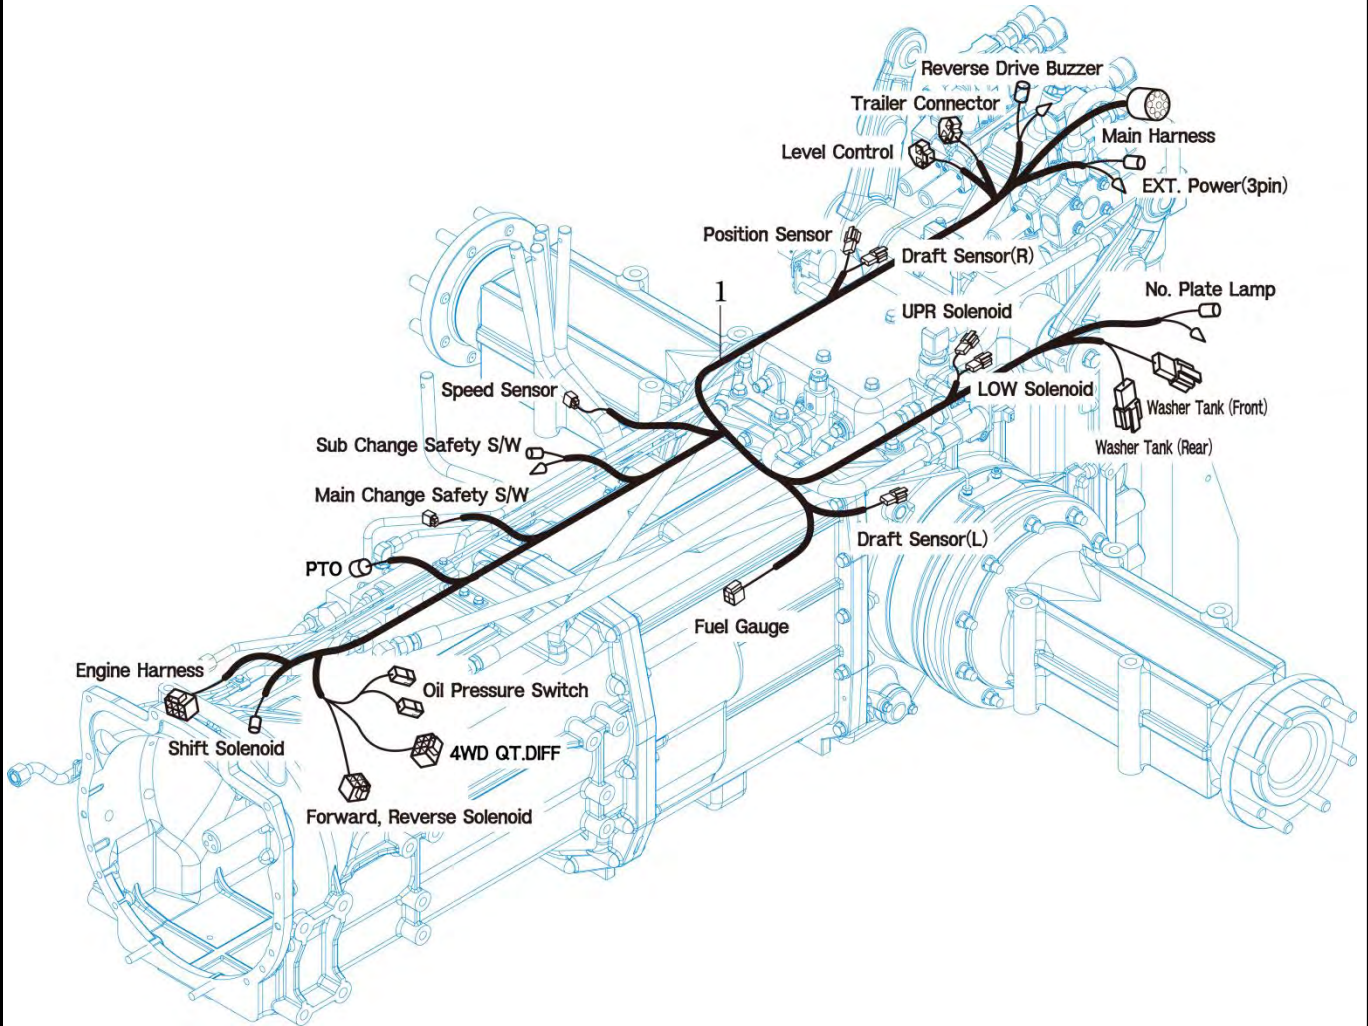 Reverse Drive Buzzer
Trailer Connector
Main Harness
Level Control
EXT. Power(3pin)
Position Sensor
Draft Sensor(R)
1
No. Plate Lamp
UPR Solenoid
Speed Sensor
LOW Solenoid
Washer Tank (Front)
Sub Change Safety S/W
Washer Tank (Rear)
Main Change Safety S/W
Draft Sensor(L)
PTO
Fuel Gauge
Engine Harness
Oil Pressure Switch
Shift Solenoid
4WD QT.DIFF
Forward, Reverse Solenoid